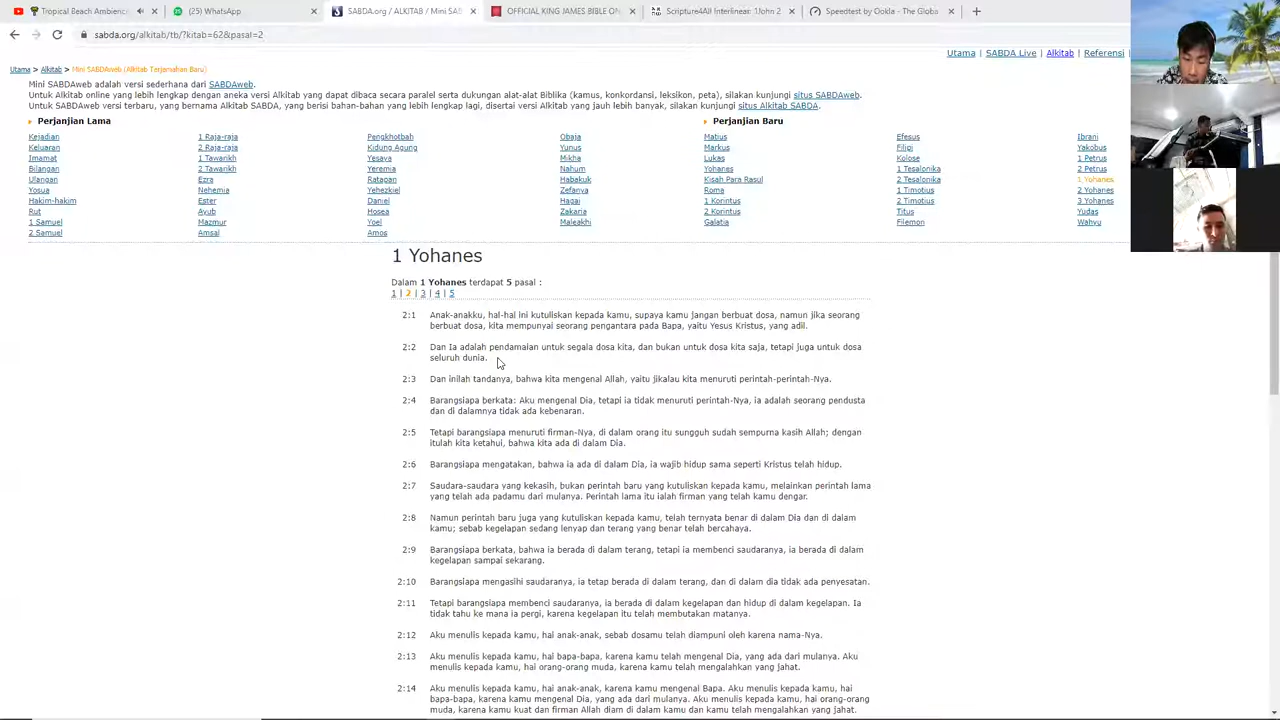 Tropical Beach Ambience
(25) WhatsApp
SABDA.org / ALKITAB / Mini SAB
OFFICIAL KING JAMES BIBLE ON
Scripture4All Interlinear: 1John 2
Speedtest by Ookla - The Globa
sabda.org/alkitab/tb/?kitab=62&pasal=2
Utama | SABDA Live | Alkitab | Referensi |
Utama > Alkitab > Mini SABDAweb (Alkitab Terjamahan Baru)
Mini SABDAweb adalah versi sederhana dari SABDAweb.
Untuk Alkitab online yang lebih lengkap dengan aneka versi Alkitab yang dapat dibaca secara paralel serta dukungan alat-alat Biblika (kamus, konkordansi, leksikon, peta), silakan kunjungi situs SABDAweb.
Untuk SABDAweb versi terbaru, yang bernama Alkitab SABDA, yang berisi bahan-bahan yang lebih lengkap lagi, disertai versi Alkitab yang jauh lebih banyak, silakan kunjungi situs Alkitab SABDA.
Perjanjian Lama
Kejadian 1 Raja-raja Pengkhotbah Obaja
Keluaran 2 Raja-raja Kidung Agung Yunus
Imamat 1 Tawarikh Yesaya Mikha
Bilangan 2 Tawarikh Yeremia Nahum
Ulangan Ezra Ratapan Habakuk
Yosua Nehemia Yehezkiel Zefanya
Hakim-hakim Ester Daniel Hagai
Rut Ayub Hosea Zakaria
1 Samuel Mazmur Yoel Maleakhi
2 Samuel Amsal Amos
Perjanjian Baru
Matius Efesus Ibrani
Markus Filipi Yakobus
Lukas Kolose 1 Petrus
Yohanes 1 Tesalonika 2 Petrus
Kisah Para Rasul 2 Tesalonika 1 Yohanes
Roma 1 Timotius 2 Yohanes
1 Korintus 2 Timotius 3 Yohanes
2 Korintus Titus Yudas
Galatia Filemon Wahyu
1 Yohanes
Dalam 1 Yohanes terdapat 5 pasal :
1 | 2 | 3 | 4 | 5
2:1 Anak-anakku, hal-hal ini kutuliskan kepada kamu, supaya kamu jangan berbuat dosa, namun jika seorang
berbuat dosa, kita mempunyai seorang pengantara pada Bapa, yaitu Yesus Kristus, yang adil.
2:2 Dan Ia adalah pendamaian untuk segala dosa kita, dan bukan untuk dosa kita saja, tetapi juga untuk dosa
seluruh dunia.
2:3 Dan inilah tandanya, bahwa kita mengenal Allah, yaitu jikalau kita menuruti perintah-perintah-Nya.
2:4 Barangsiapa berkata: Aku mengenal Dia, tetapi ia tidak menuruti perintah-Nya, ia adalah seorang pendusta
dan di dalamnya tidak ada kebenaran.
2:5 Tetapi barangsiapa menuruti firman-Nya, di dalam orang itu sungguh sudah sempurna kasih Allah; dengan
itulah kita ketahui, bahwa kita ada di dalam Dia.
2:6 Barangsiapa mengatakan, bahwa ia ada di dalam Dia, ia wajib hidup sama seperti Kristus telah hidup.
2:7 Saudara-saudara yang kekasih, bukan perintah baru yang kutuliskan kepada kamu, melainkan perintah lama
yang telah ada padamu dari mulanya. Perintah lama itu ialah firman yang telah kamu dengar.
2:8 Namun perintah baru juga yang kutuliskan kepada kamu, telah ternyata benar di dalam Dia dan di dalam
kamu; sebab kegelapan sedang lenyap dan terang yang benar telah bercahaya.
2:9 Barangsiapa berkata, bahwa ia berada di dalam terang, tetapi ia membenci saudaranya, ia berada di dalam
kegelapan sampai sekarang.
2:10 Barangsiapa mengasihi saudaranya, ia tetap berada di dalam terang, dan di dalam dia tidak ada penyesatan.
2:11 Tetapi barangsiapa membenci saudaranya, ia berada di dalam kegelapan dan hidup di dalam kegelapan. Ia
tidak tahu ke mana ia pergi, karena kegelapan itu telah membutakan matanya.
2:12 Aku menulis kepada kamu, hai anak-anak, sebab dosamu telah diampuni oleh karena nama-Nya.
2:13 Aku menulis kepada kamu, hai bapa-bapa, karena kamu telah mengenal Dia, yang ada dari mulanya. Aku
menulis kepada kamu, hai orang-orang muda, karena kamu telah mengalahkan yang jahat.
2:14 Aku menulis kepada kamu, hai anak-anak, karena kamu mengenal Bapa. Aku menulis kepada kamu, hai
bapa-bapa, karena kamu mengenal Dia, yang ada dari mulanya. Aku menulis kepada kamu, hai orang-orang
muda, karena kamu kuat dan firman Allah diam di dalam kamu dan kamu telah mengalahkan yang jahat.